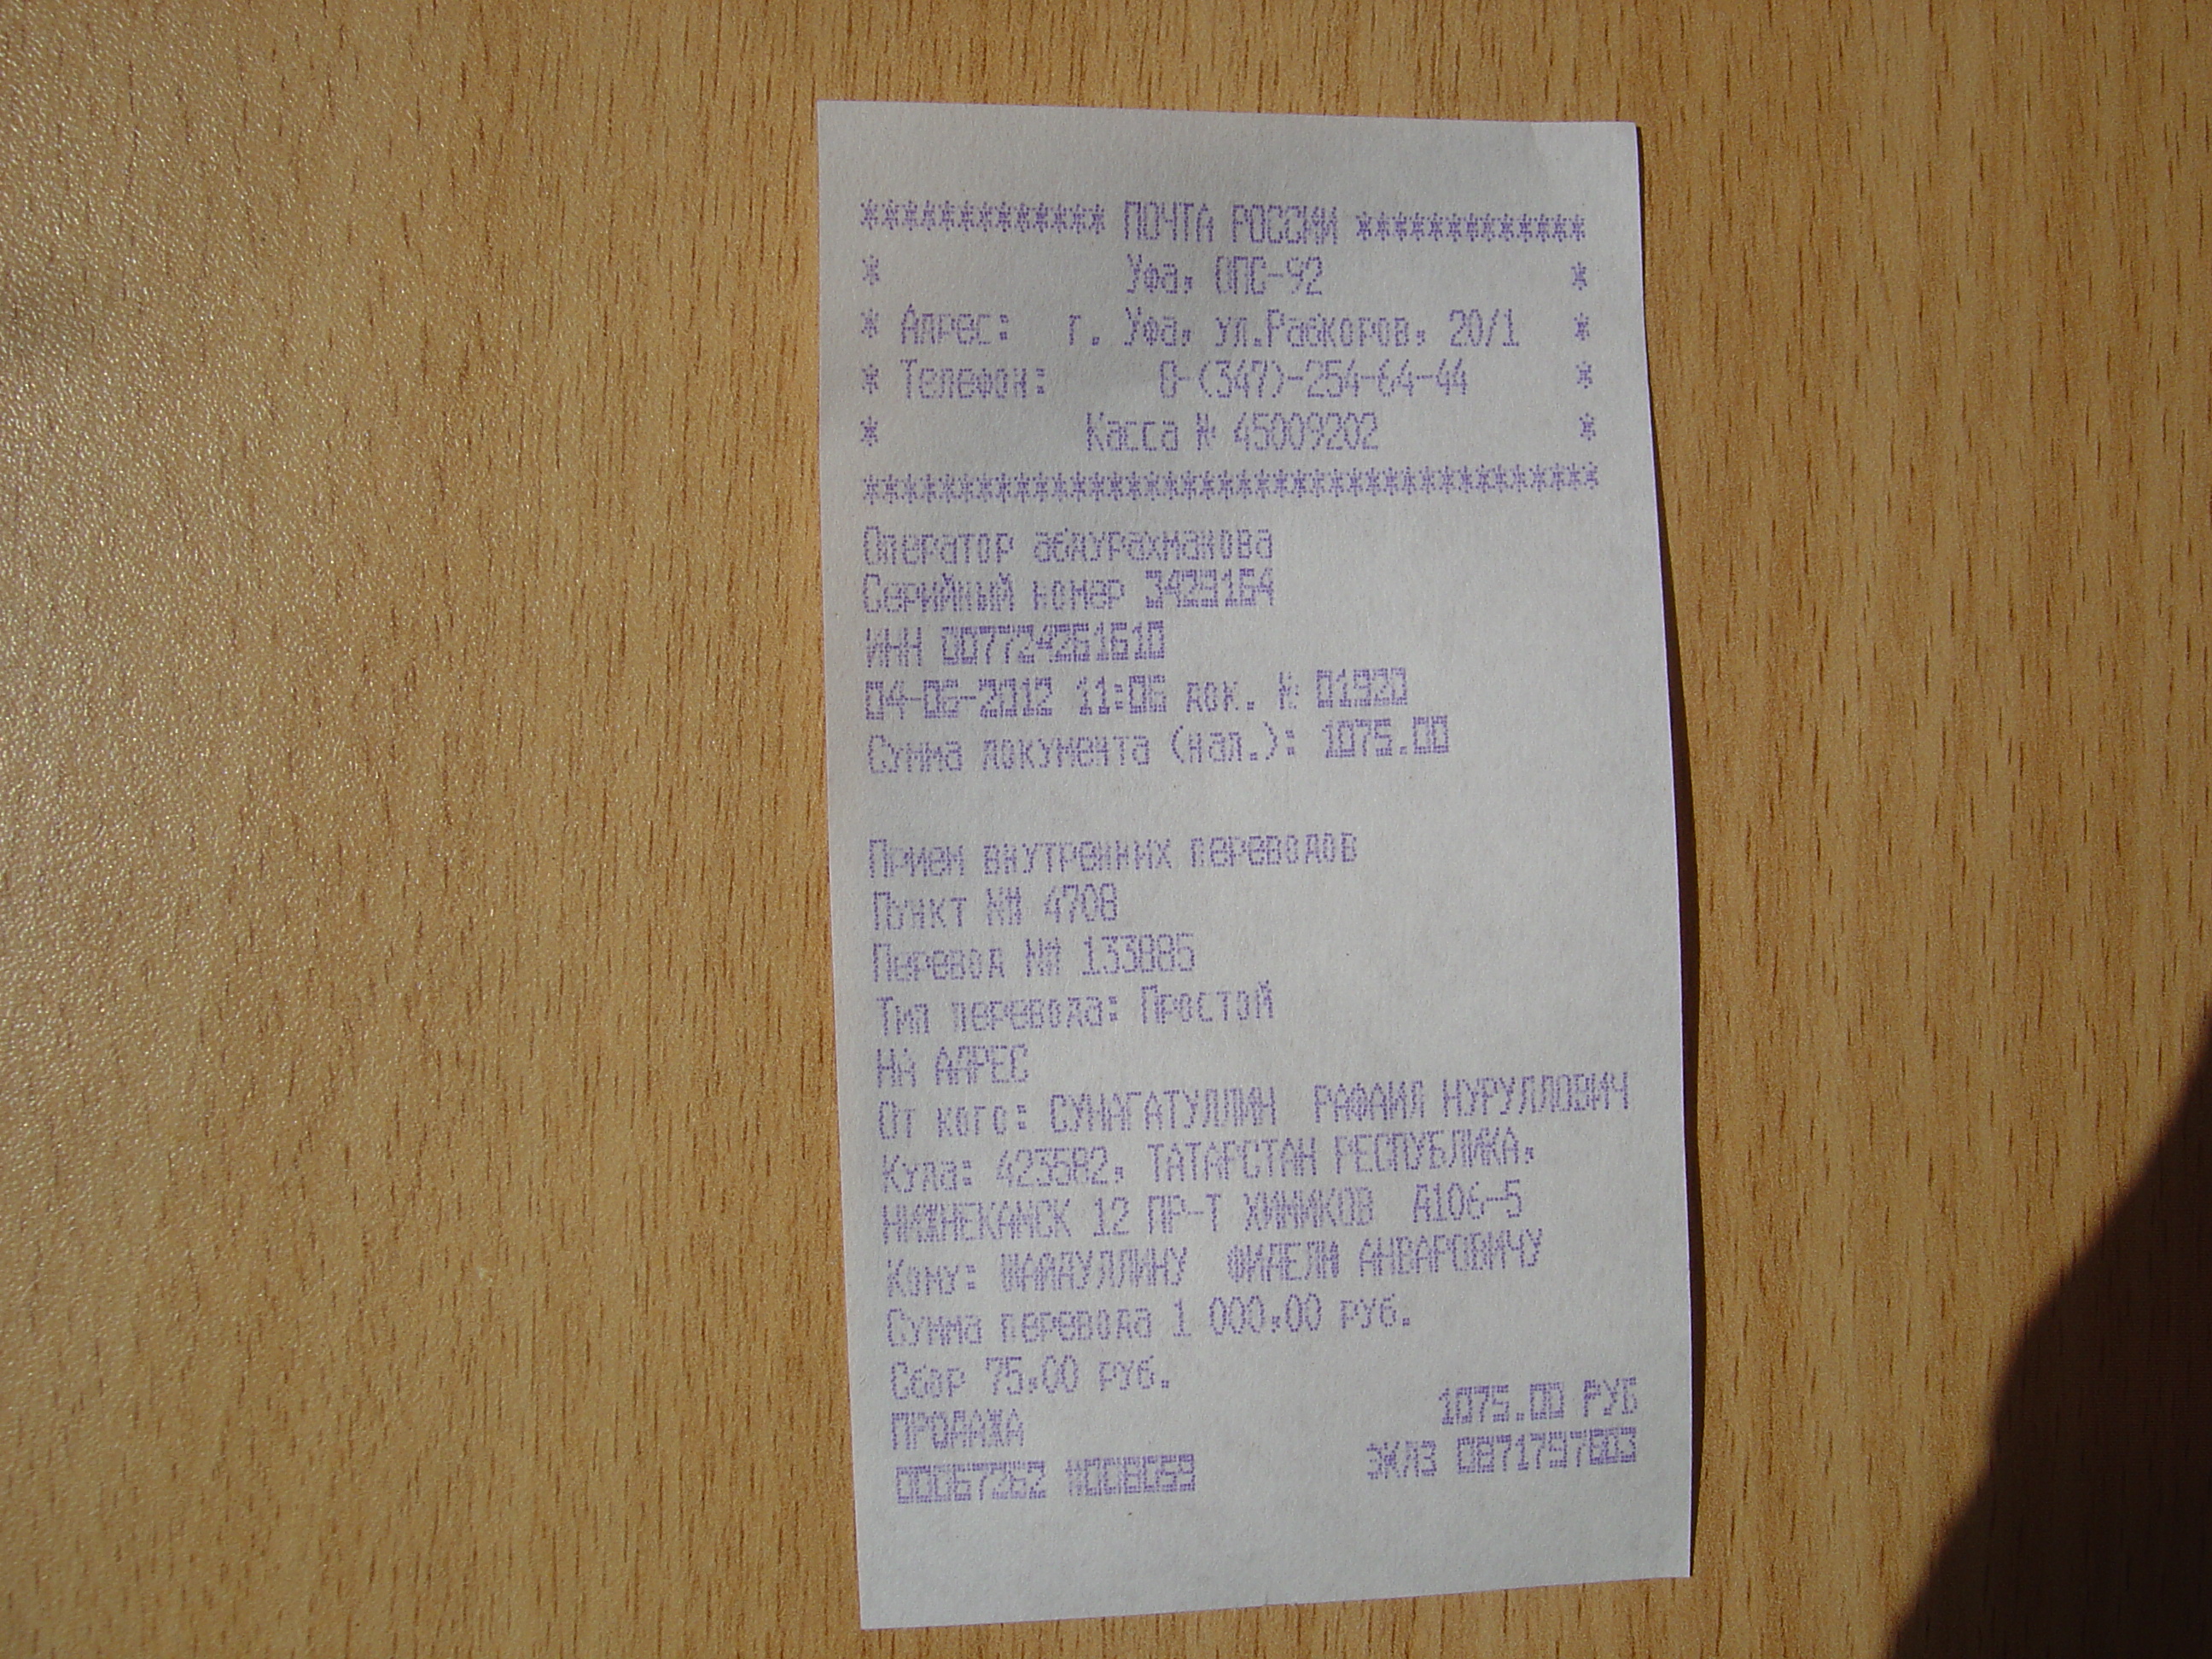 ************* ПОЧТА РОССИИ *************
* Уфа, ОПС-92 *
* Адрес: г. Уфа, ул.Рабкоров, 20/1 *
* Телефон: 8-(347)-254-64-44 *
* Касса № 45009202 *
****************************************
Оператор абдурахманова
Серийный номер 3429164
ИНН 007724261610
04-06-2012 11:06 док. № 01920
Сумма документа (нал.): 1075.00
Прием внутренних переводов
Пункт №# 4708
Перевод №# 133885
Тип перевода: Простой
НА АДРЕС
От кого: СУНАГАТУЛЛИН РАФАИЛ НУРУЛЛОВИЧ
Куда: 423582, ТАТАРСТАН РЕСПУБЛИКА,
НИЖНЕКАМСК 12 ПР-Т ХИМИКОВ Д106-5
Кому: ШАЙДУЛЛИНУ АНВАРОВИЧУ
Сумма перевода 1 000,00 руб.
Сбор 75,00 руб.
ПРОДАЖА 1075.00 РУБ
00067262 ЭКЛЗ 0871797603